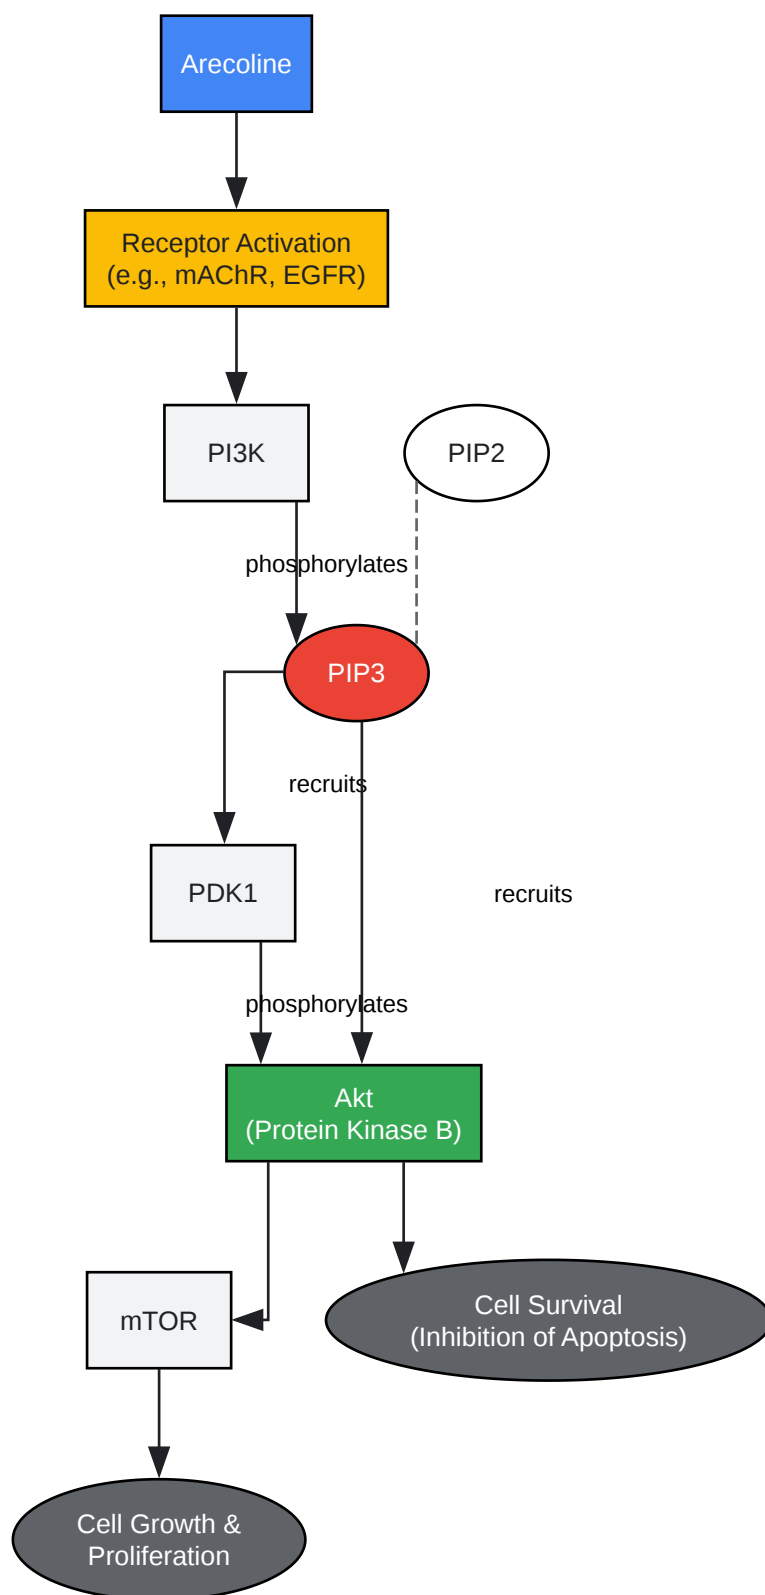 Arecoline
Receptor Activation
(e.g., mAChR, EGFR)
PI3K
PIP2
phosphorylates
PIP3
recruits
PDK1
recruits
phosphorylates
Akt
(Protein Kinase B)
Cell Survival
(Inhibition of Apoptosis)
mTOR
Cell Growth &
Proliferation